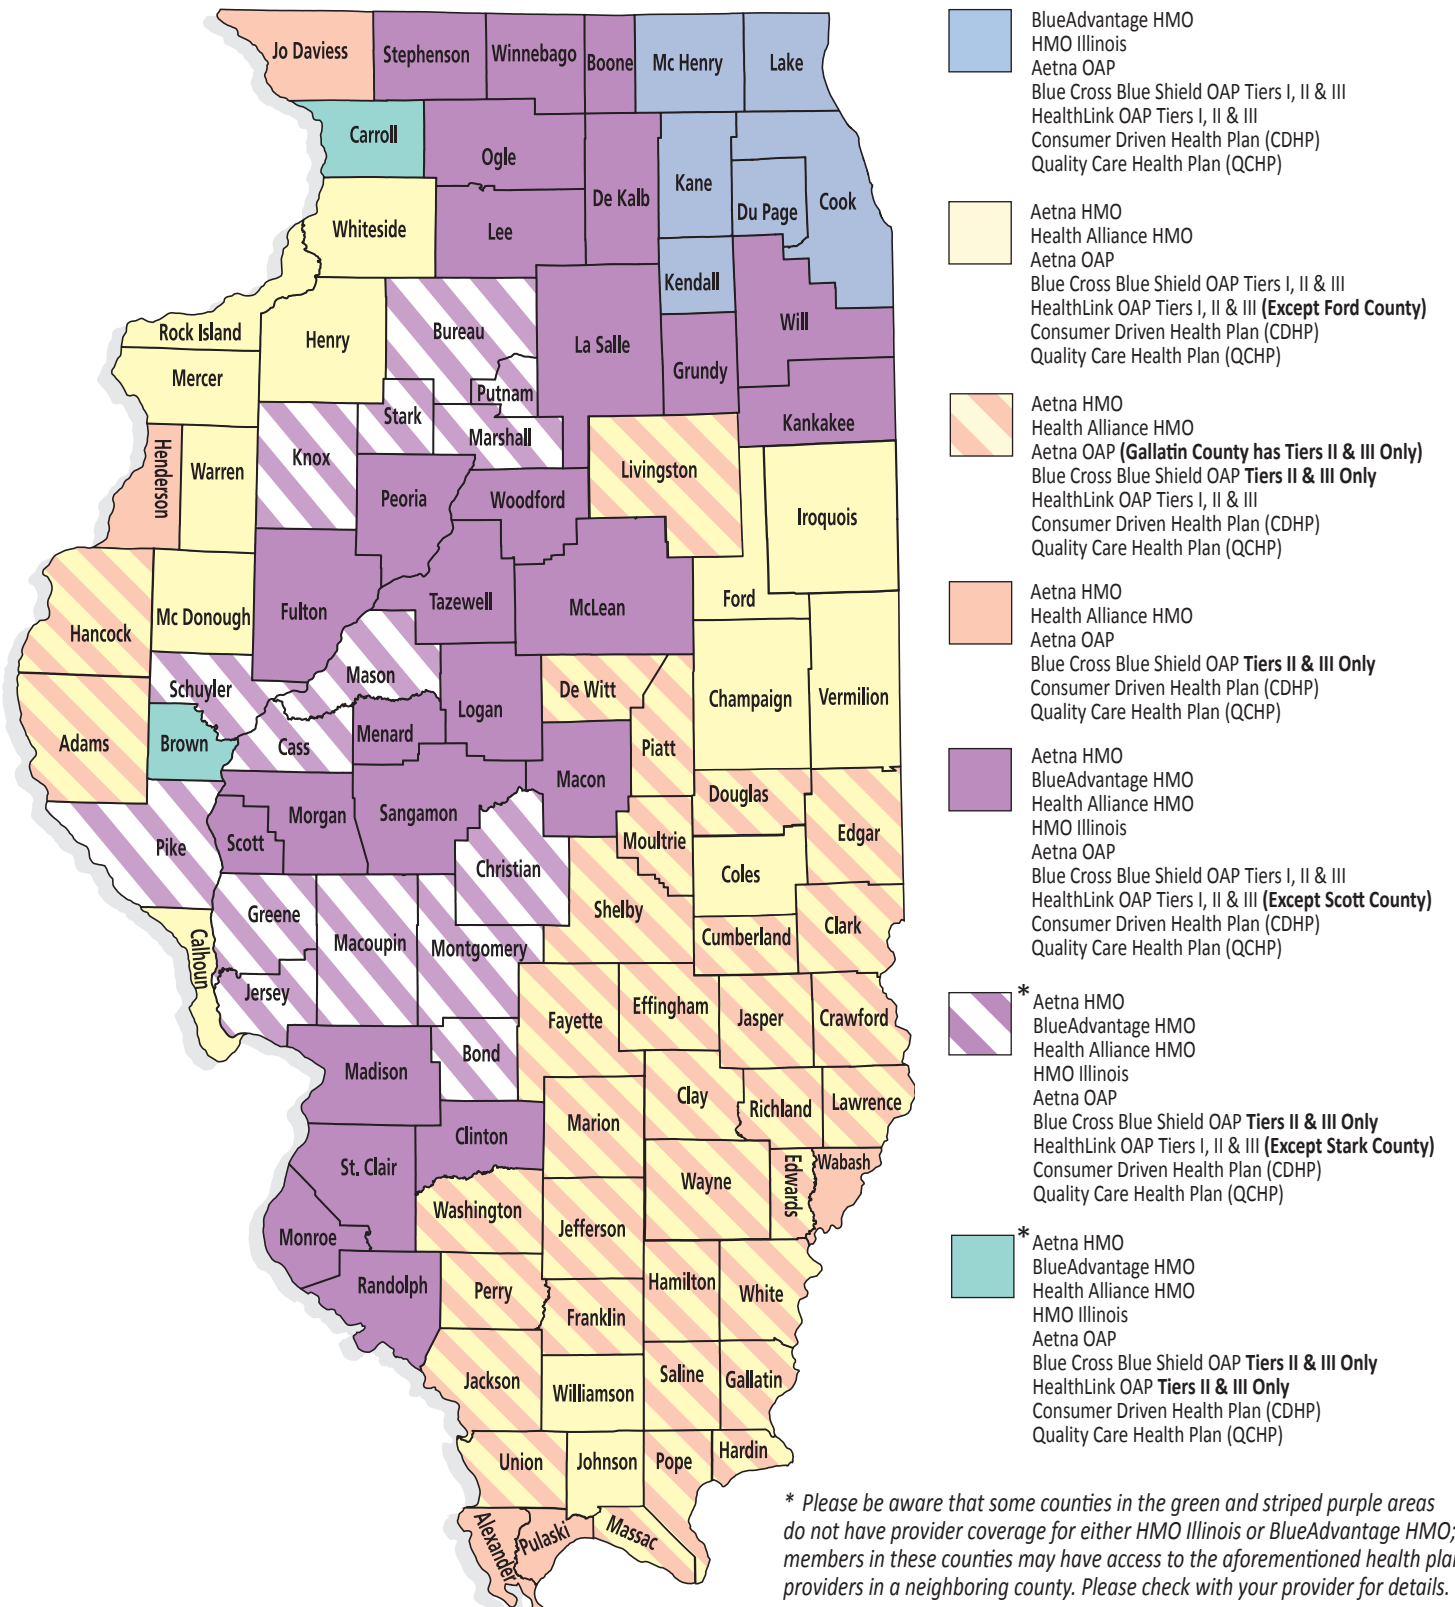 Jo Daviess
Stephenson
Winnebago
Boone
Mc Henry
Lake
Carroll
Ogle
De Kalb
Kane
Du Page
Cook
Whiteside
Lee
Kendall
Rock Island
Henry
Bureau
La Salle
Will
Grundy
Mercer
Putnam
Stark
Marshall
Kankakee
Henderson
Warren
Knox
Peoria
Woodford
Livingston
Iroquois
Hancock
Mc Donough
Fulton
Tazewell
McLean
Ford
Schuyler
Mason
Logan
De Witt
Champaign
Vermilion
Adams
Brown
Cass
Menard
Piatt
Macon
Douglas
Edgar
Pike
Scott
Morgan
Sangamon
Christian
Moultrie
Coles
Calhoun
Greene
Macoupin
Montgomery
Shelby
Cumberland
Clark
Jersey
Fayette
Effingham
Jasper
Crawford
Madison
Bond
Clay
Richland
Lawrence
Marion
Clinton
St. Clair
Washington
Jefferson
Wayne
Edwards
Wabash
Monroe
Randolph
Perry
Franklin
Hamilton
White
Jackson
Williamson
Saline
Gallatin
Union
Johnson
Pope
Hardin
Alexander
Pulaski
Massac
BlueAdvantage HMO
HMO Illinois
Aetna OAP
Blue Cross Blue Shield OAP Tiers I, II & III
HealthLink OAP Tiers I, II & III
Consumer Driven Health Plan (CDHP)
Quality Care Health Plan (QCHP)
Aetna HMO
Health Alliance HMO
Aetna OAP
Blue Cross Blue Shield OAP Tiers I, II & III
HealthLink OAP Tiers I, II & III (Except Ford County)
Consumer Driven Health Plan (CDHP)
Quality Care Health Plan (QCHP)
Aetna HMO
Health Alliance HMO
Aetna OAP (Gallatin County has Tiers II & III Only)
Blue Cross Blue Shield OAP Tiers II & III Only
HealthLink OAP Tiers I, II & III
Consumer Driven Health Plan (CDHP)
Quality Care Health Plan (QCHP)
Aetna HMO
Health Alliance HMO
Aetna OAP
Blue Cross Blue Shield OAP Tiers II & III Only
Consumer Driven Health Plan (CDHP)
Quality Care Health Plan (QCHP)
Aetna HMO
BlueAdvantage HMO
Health Alliance HMO
HMO Illinois
Aetna OAP
Blue Cross Blue Shield OAP Tiers I, II & III
HealthLink OAP Tiers I, II & III (Except Scott County)
Consumer Driven Health Plan (CDHP)
Quality Care Health Plan (QCHP)
* Aetna HMO
BlueAdvantage HMO
Health Alliance HMO
HMO Illinois
Aetna OAP
Blue Cross Blue Shield OAP Tiers II & III Only
HealthLink OAP Tiers I, II & III (Except Stark County)
Consumer Driven Health Plan (CDHP)
Quality Care Health Plan (QCHP)
* Aetna HMO
BlueAdvantage HMO
Health Alliance HMO
HMO Illinois
Aetna OAP
Blue Cross Blue Shield OAP Tiers II & III Only
HealthLink OAP Tiers II & III Only
Consumer Driven Health Plan (CDHP)
Quality Care Health Plan (QCHP)
* Please be aware that some counties in the green and striped purple areas
do not have provider coverage for either HMO Illinois or BlueAdvantage HMO;
members in these counties may have access to the aforementioned health plan
providers in a neighboring county. Please check with your provider for details.